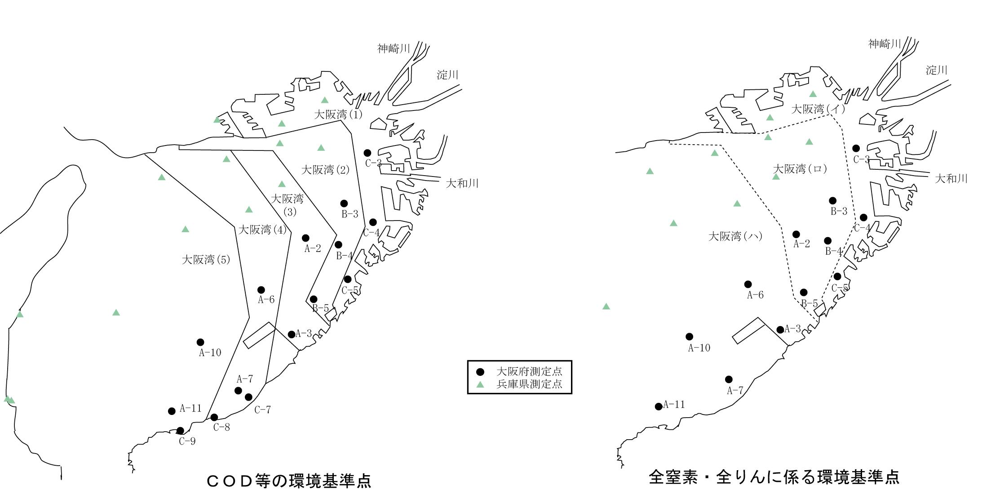 神崎川
淀川
大阪湾(1)
C-3
大阪湾(2)
大和川
大阪湾
(3)
B-3
大阪湾(4)
C-4
A-2
B-4
大阪湾(5)
C-5
A-6
B-5
A-3
A-10
A-7
A-11
C-7
C-8
C-9
COD等の環境基準点
大阪府測定点
兵庫県測定点
神崎川
淀川
大阪湾(イ)
C-3
大阪湾(ロ)
大和川
B-3
C-4
大阪湾(ハ)
A-2
B-4
C-5
A-6
B-5
A-3
A-10
A-7
A-11
全窒素・全りんに係る環境基準点